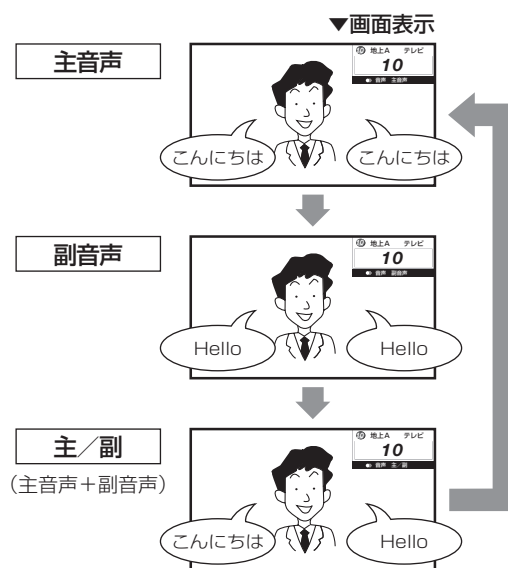 ▼画面表示
主音声
地上A テレビ
10
音声 主音声
こんにちは
こんにちは
副音声
地上A テレビ
10
音声 副音声
Hello
Hello
主／副
(主音声＋副音声)
地上A テレビ
10
音声 主／副
こんにちは
Hello